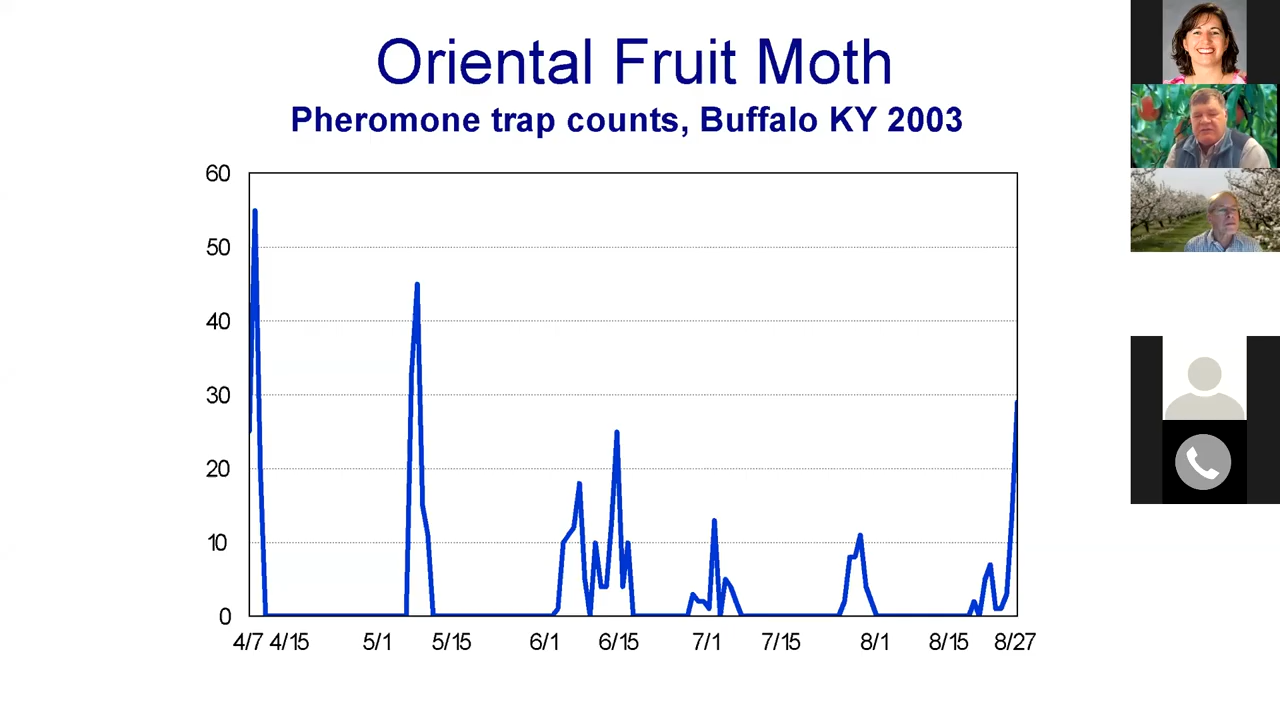 Oriental Fruit Moth
Pheromone trap counts, Buffalo KY 2003
60
50
40
30
20
10
0
4/7 4/15 5/1 5/15 6/1 6/15 7/1 7/15 8/1 8/15 8/27